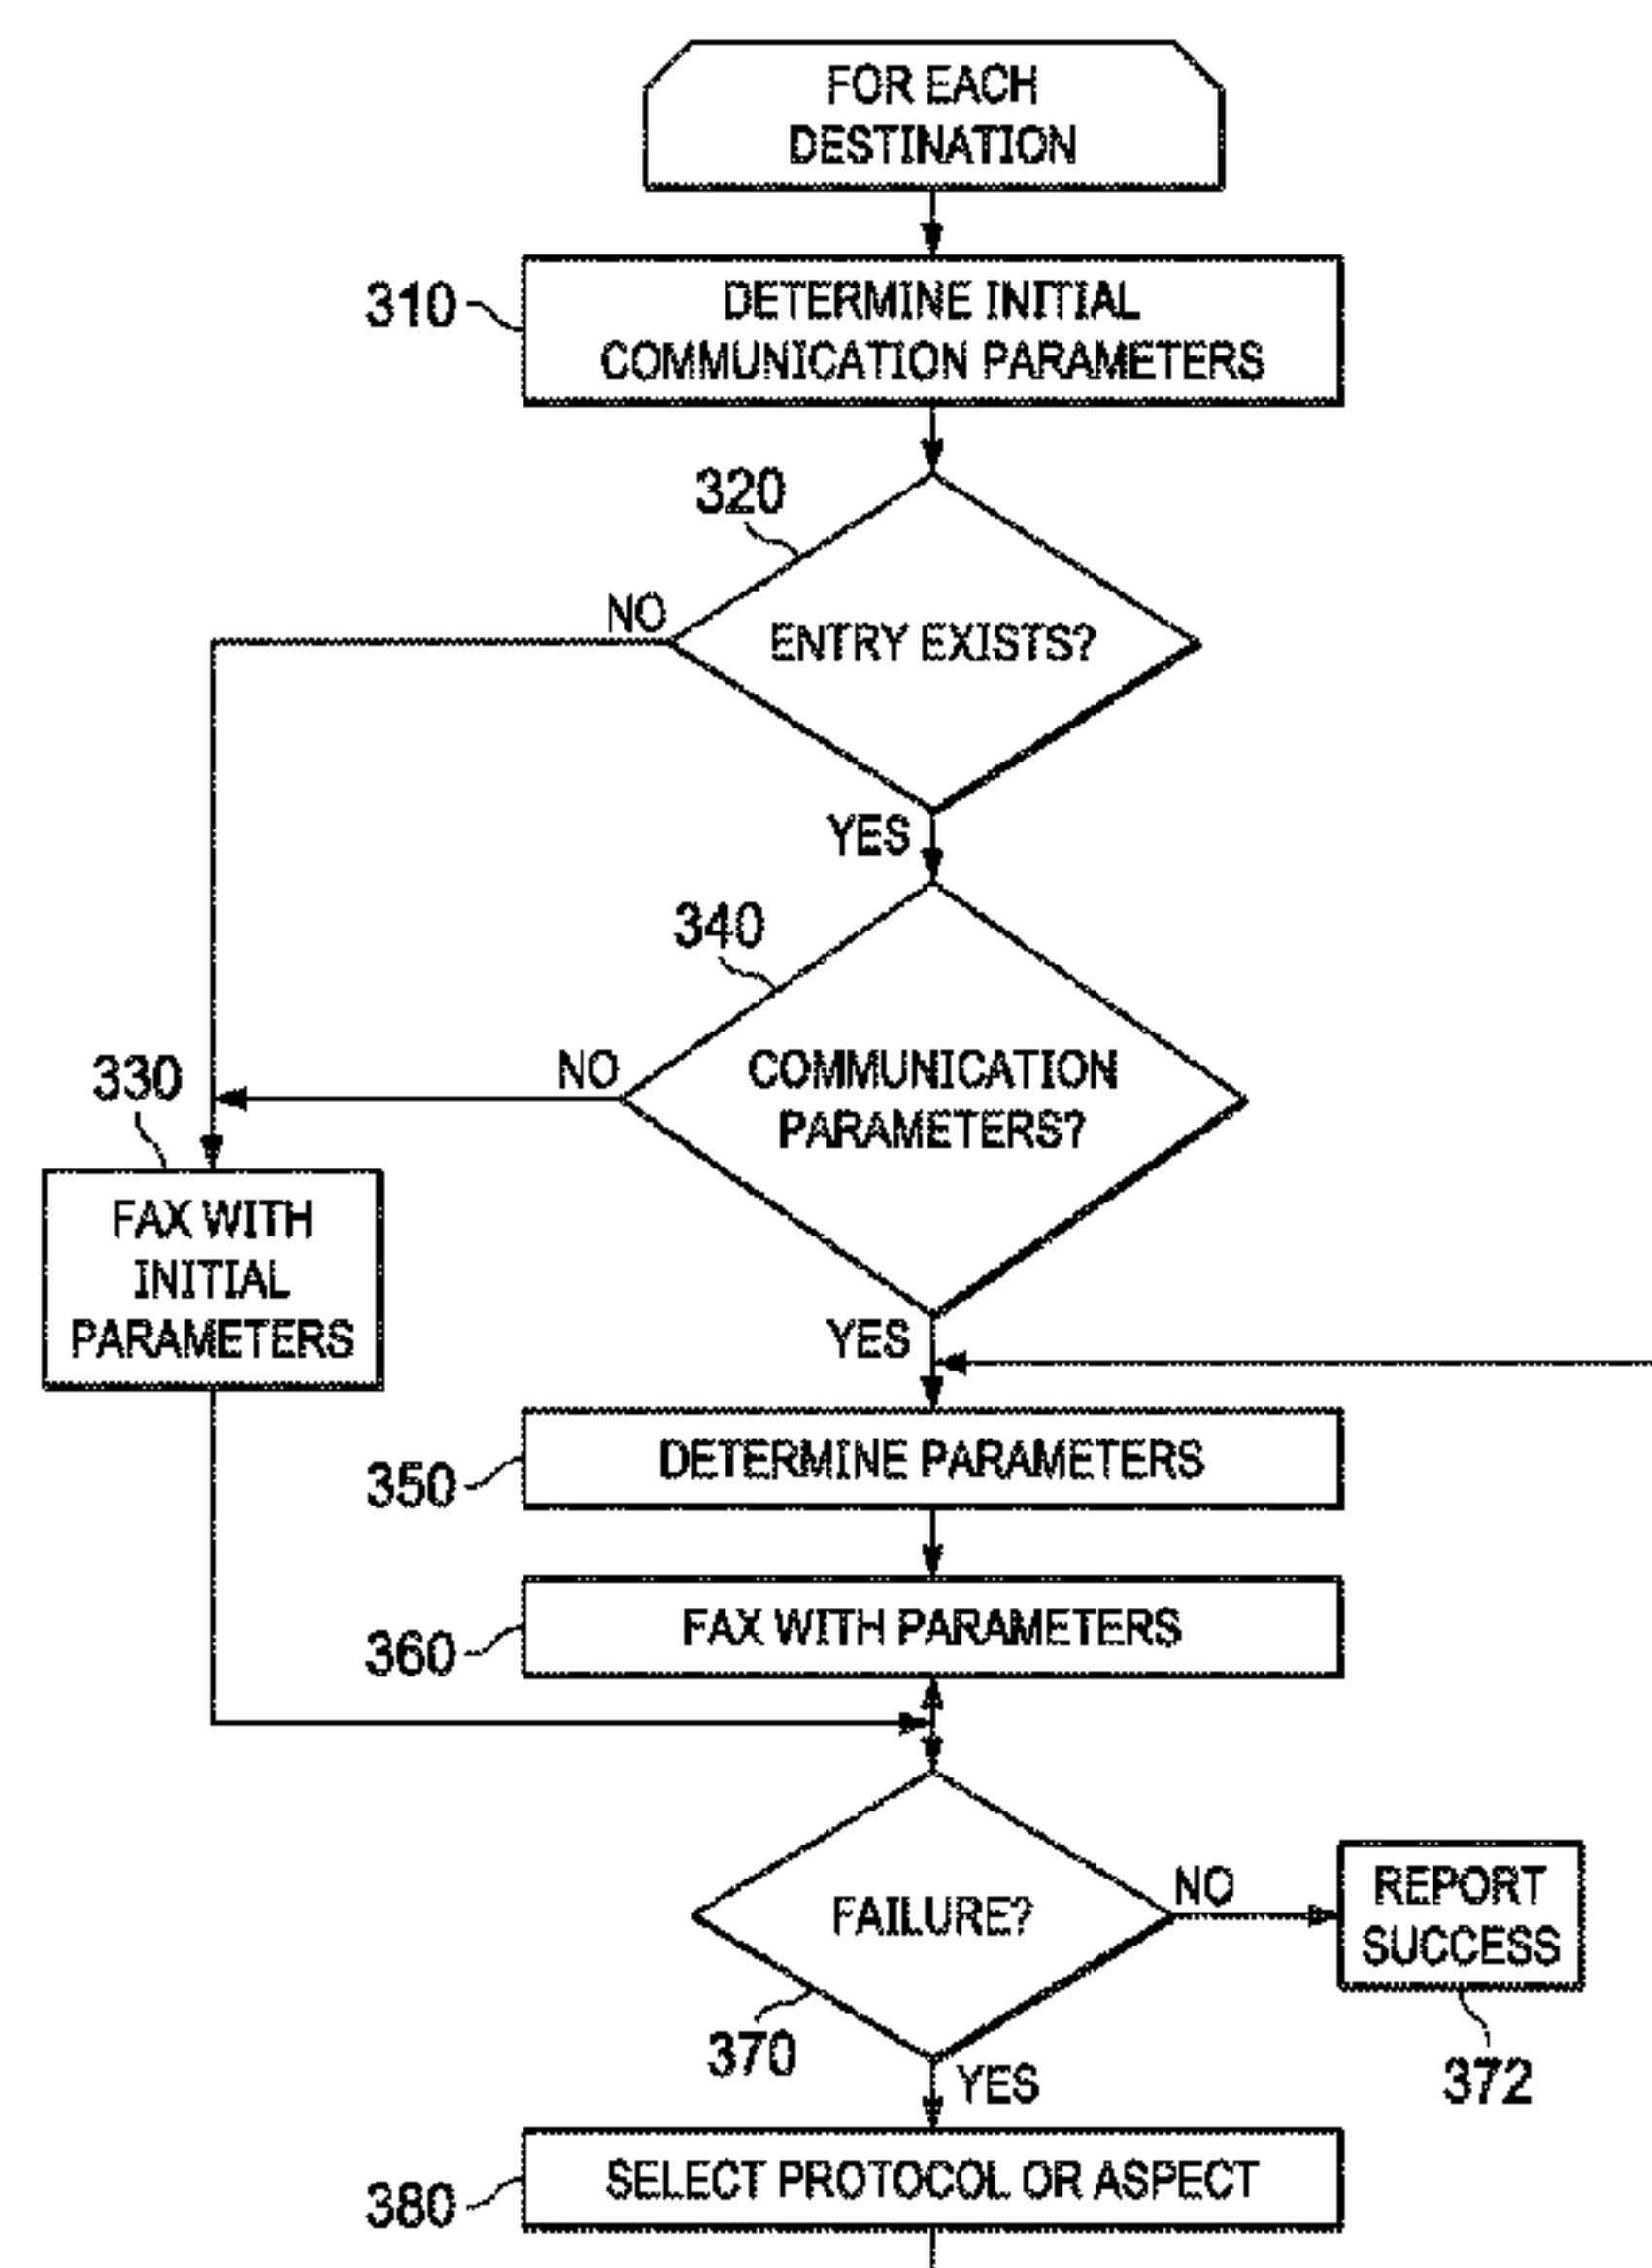 FOR EACH
DESTINATION
310
DETERMINE INITIAL
COMMUNICATION PARAMETERS
320
NO
ENTRY EXISTS?
YES
340
NO
COMMUNICATION
PARAMETERS?
330
FAX WITH
INITIAL
PARAMETERS
YES
350
DETERMINE PARAMETERS
360
FAX WITH PARAMETERS
FAILURE?
NO
REPORT
SUCCESS
370
YES
372
380
SELECT PROTOCOL OR ASPECT